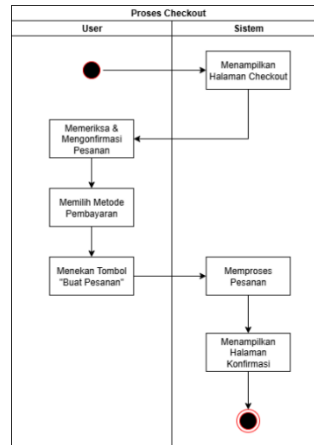 Proses Checkout
User
Sistem
Menampilkan
Halaman Checkout
Memeriksa &
Mengonfirmasi
Pesanan
Memilih Metode
Pembayaran
Menekan Tombol
"Buat Pesanan"
Memproses
Pesanan
Menampilkan
Halaman
Konfirmasi